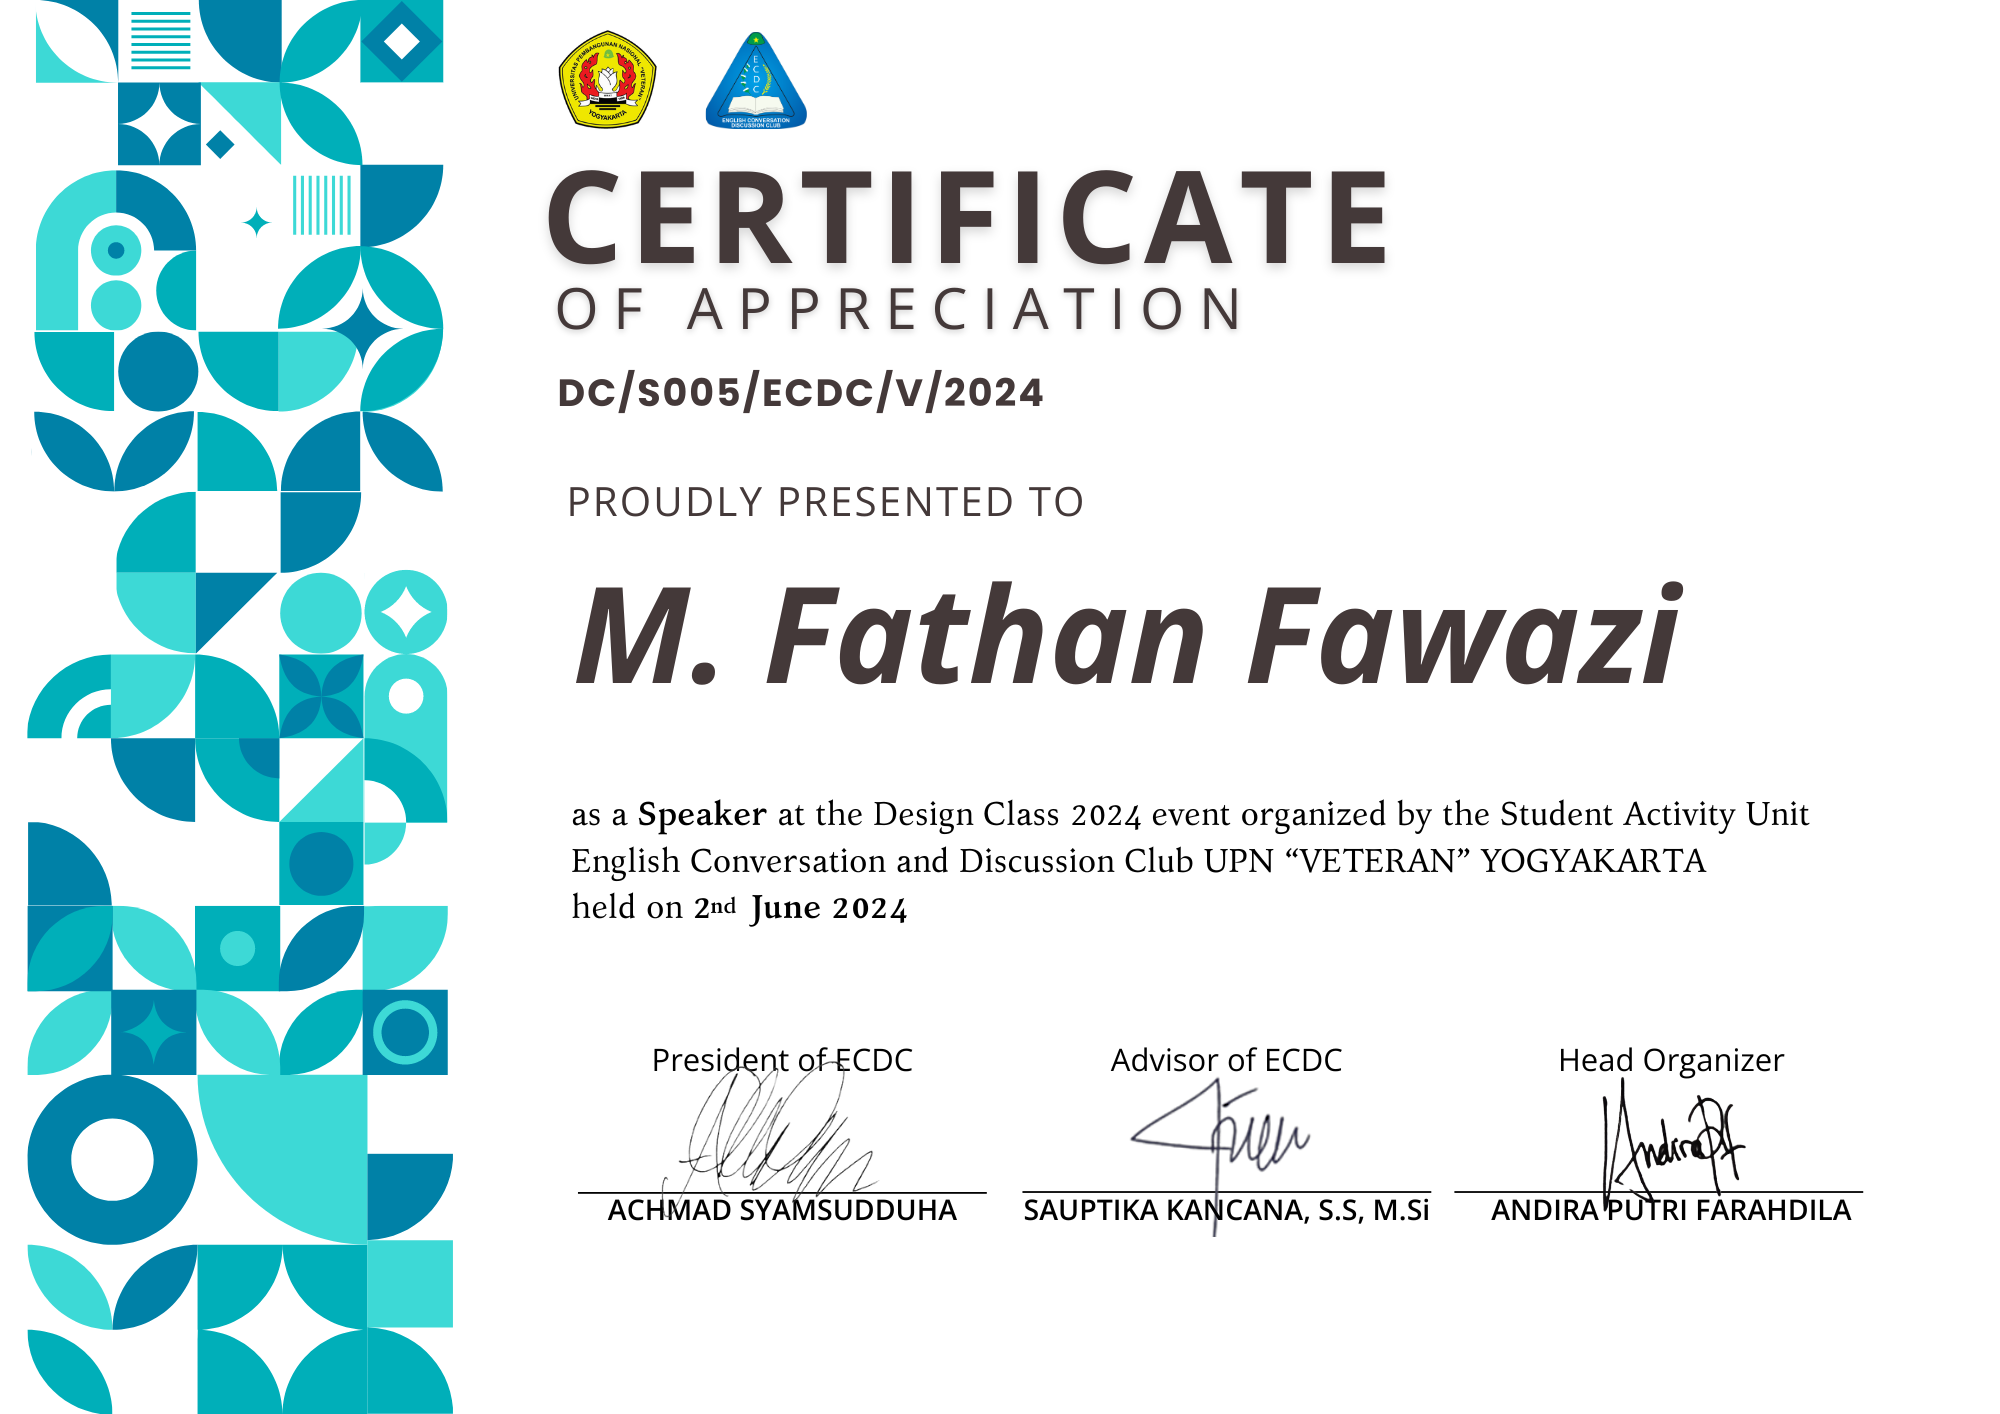 UNIVERSITAS PEMBANGUNAN NASIONAL "VETERAN"
YOGYAKARTA
ECDC
ENGLISH CONVERSATION
DISCUSSION CLUB
CERTIFICATE
OF APPRECIATION
DC/S005/ECDC/V/2024
PROUDLY PRESENTED TO
M. Fathan Fawazi
as a Speaker at the Design Class 2024 event organized by the Student Activity Unit
English Conversation and Discussion Club UPN “VETERAN” YOGYAKARTA
held on 2nd June 2024
President of ECDC
ACHMAD SYAMSUDDUHA
Advisor of ECDC
SAUPTIKA KANCANA, S.S, M.Si
Head Organizer
ANDIRA PUTRI FARAHDILA